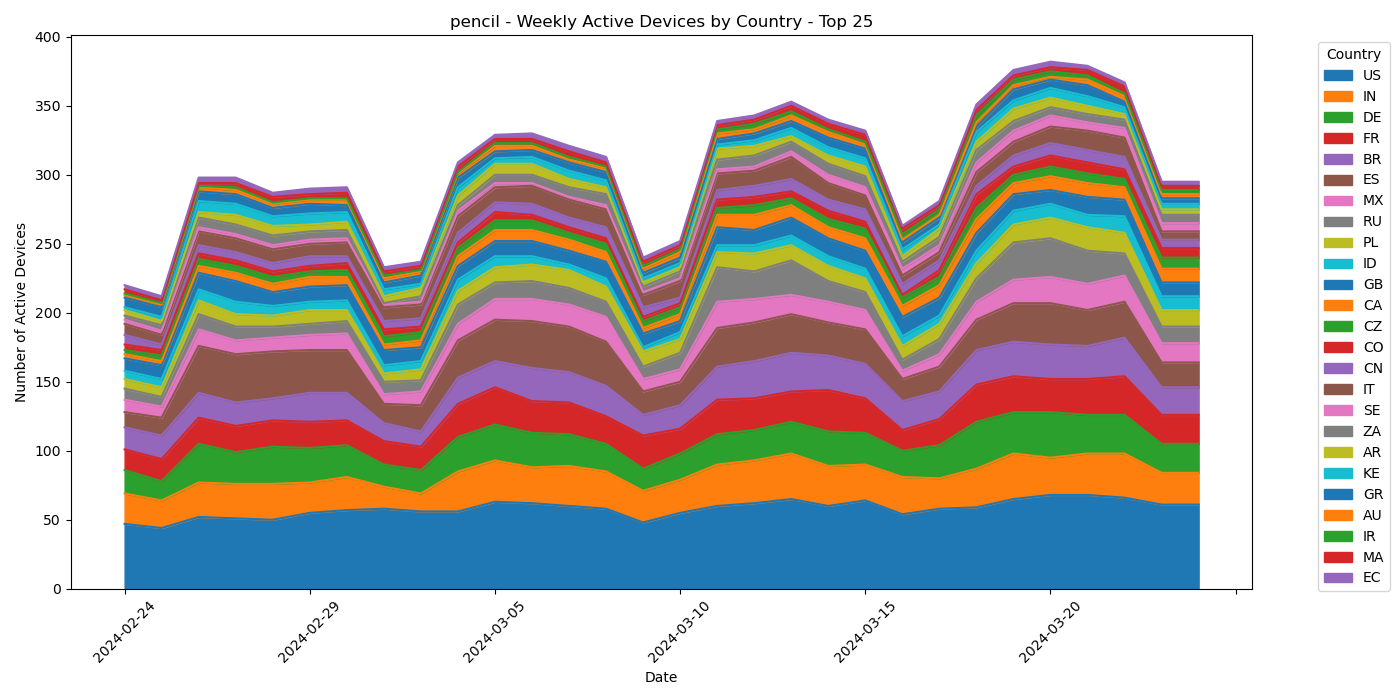 pencil - Weekly Active Devices by Country - Top 25
Number of Active Devices
400
350
300
250
200
150
100
50
0
2024-02-24
2024-02-29
2024-03-05
2024-03-10
2024-03-15
2024-03-20
Date
Country
US
IN
DE
FR
BR
ES
MX
RU
PL
ID
GB
CA
CZ
CO
CN
IT
SE
ZA
AR
KE
GR
AU
IR
MA
EC